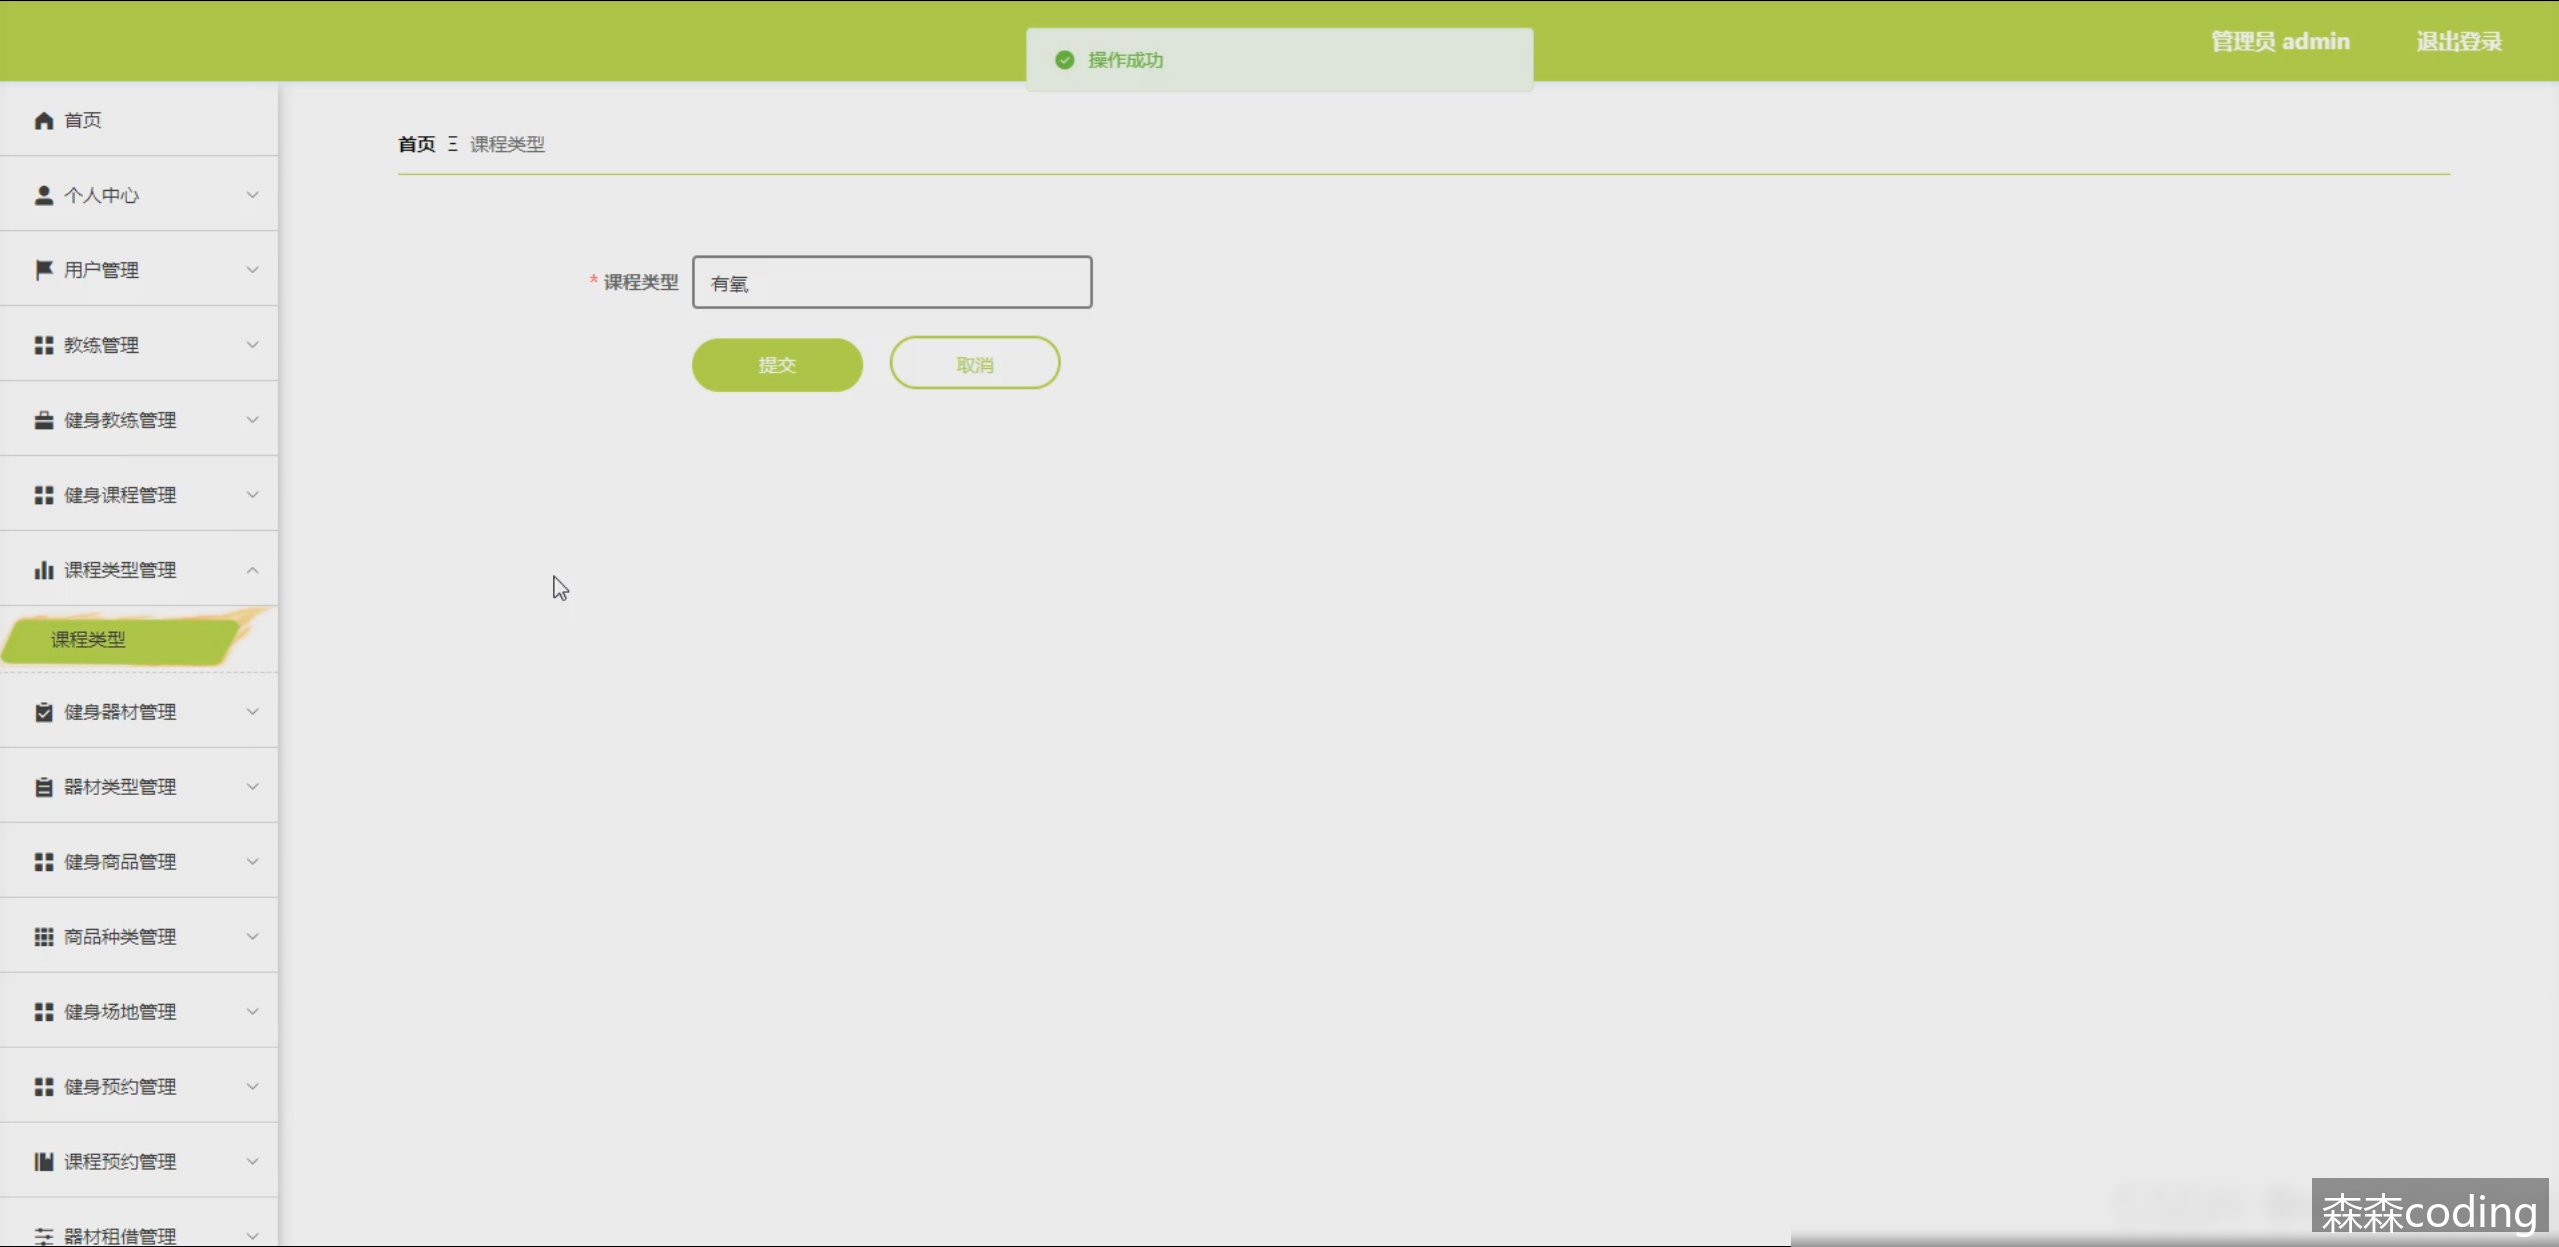 操作成功
管理员 admin
退出登录
首页
个人中心
用户管理
教练管理
健身教练管理
健身课程管理
课程类型管理
课程类型
健身器材管理
器材类型管理
健身商品管理
商品种类管理
健身场地管理
健身预约管理
课程预约管理
器材租借管理
首页 Ξ 课程类型
* 课程类型 有氧
提交 取消
森森coding